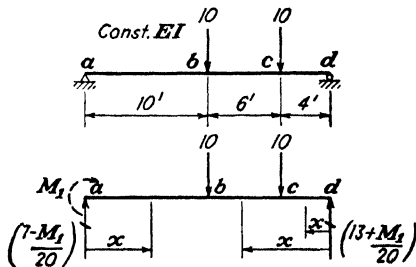 10 10
Const. EI
a b c d
10' 6' 4'
10 10
M₁ a b c d
(7-M₁/20) x x x (13+M₁/20)